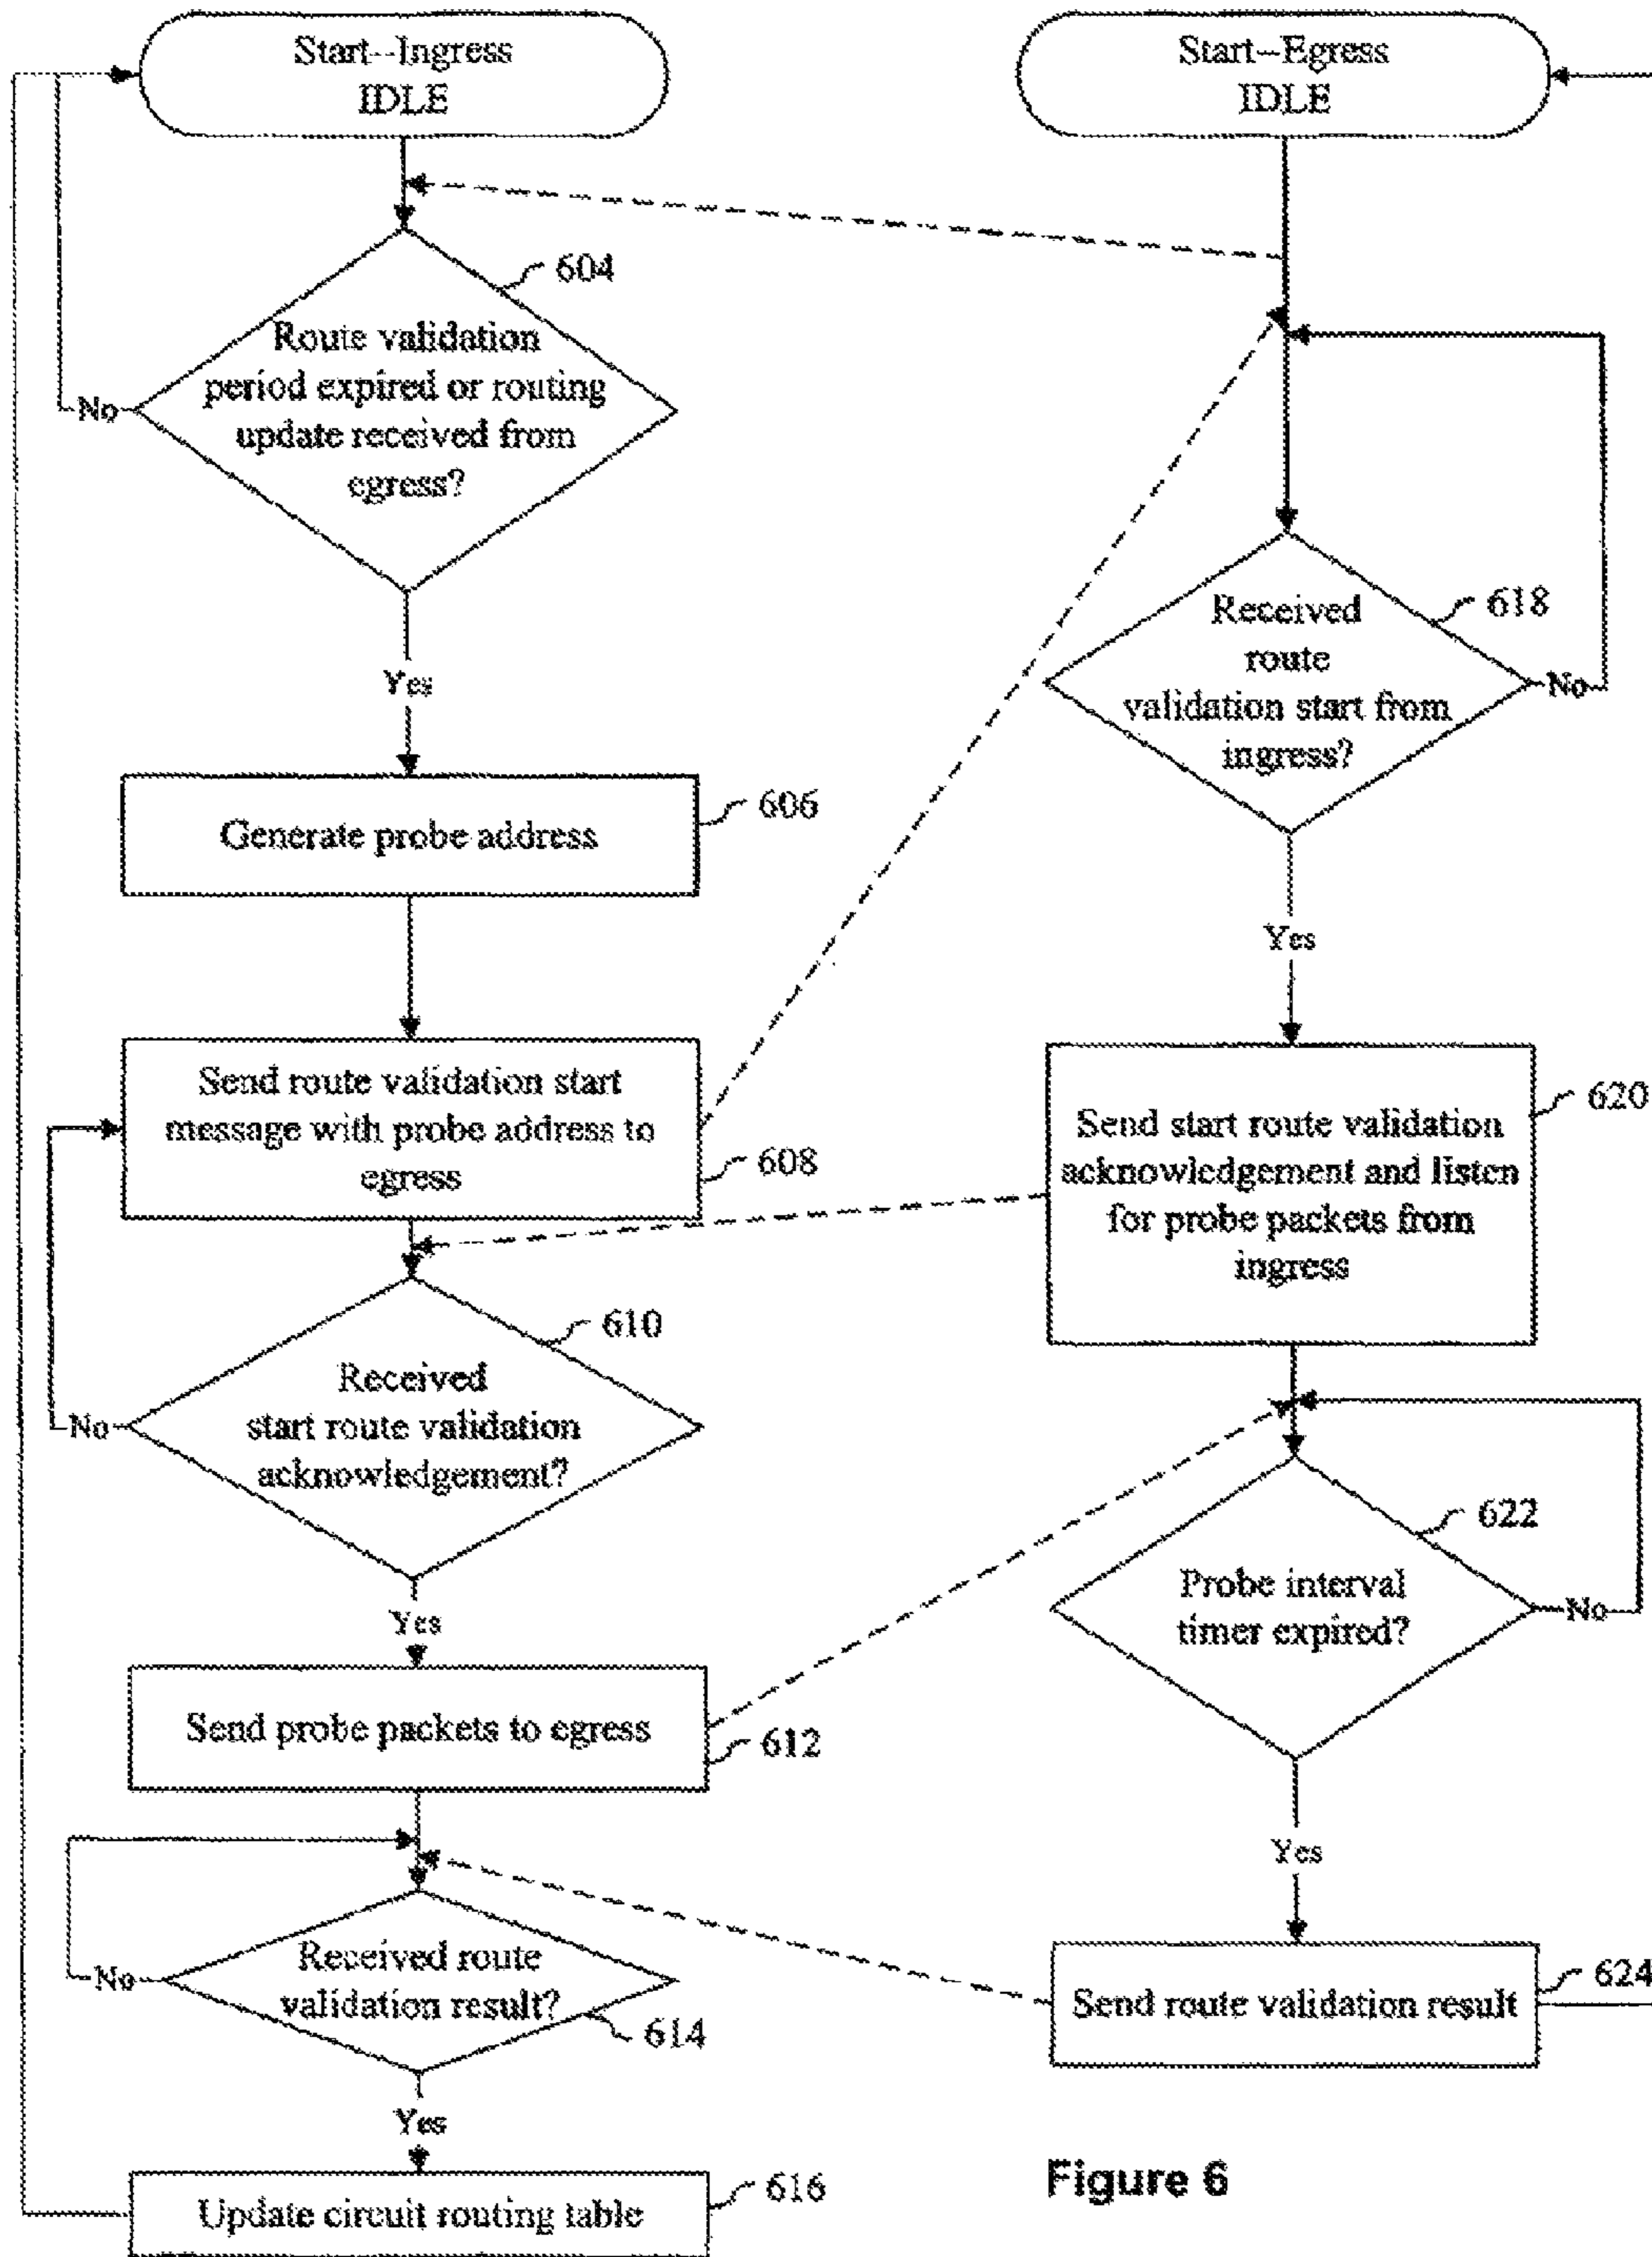 Start--Ingress
IDLE
604
Route validation
period expired or routing
update received from
egress?
No
Yes
606
Generate probe address
Send route validation start
message with probe address to
egress
608
610
Received
start route validation
acknowledgement?
No
Yes
Send probe packets to egress
612
Received route
validation result?
No
614
Yes
Update circuit routing table
616
Start--Egress
IDLE
618
Received
route
validation start from
ingress?
No
Yes
620
Send start route validation
acknowledgement and listen
for probe packets from
ingress
622
Probe interval
timer expired?
No
Yes
624
Send route validation result
Figure 6